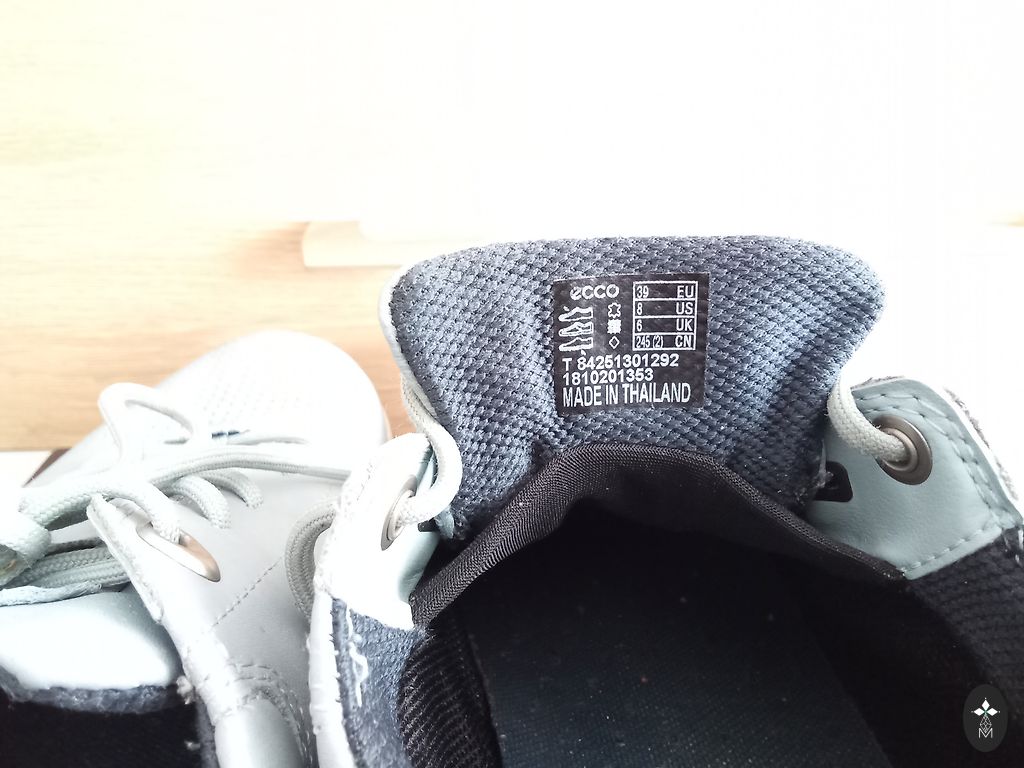 ecco
39 EU
8 US
6 UK
245 (2) CN
T 84251301292
1810201353
MADE IN THAILAND
M